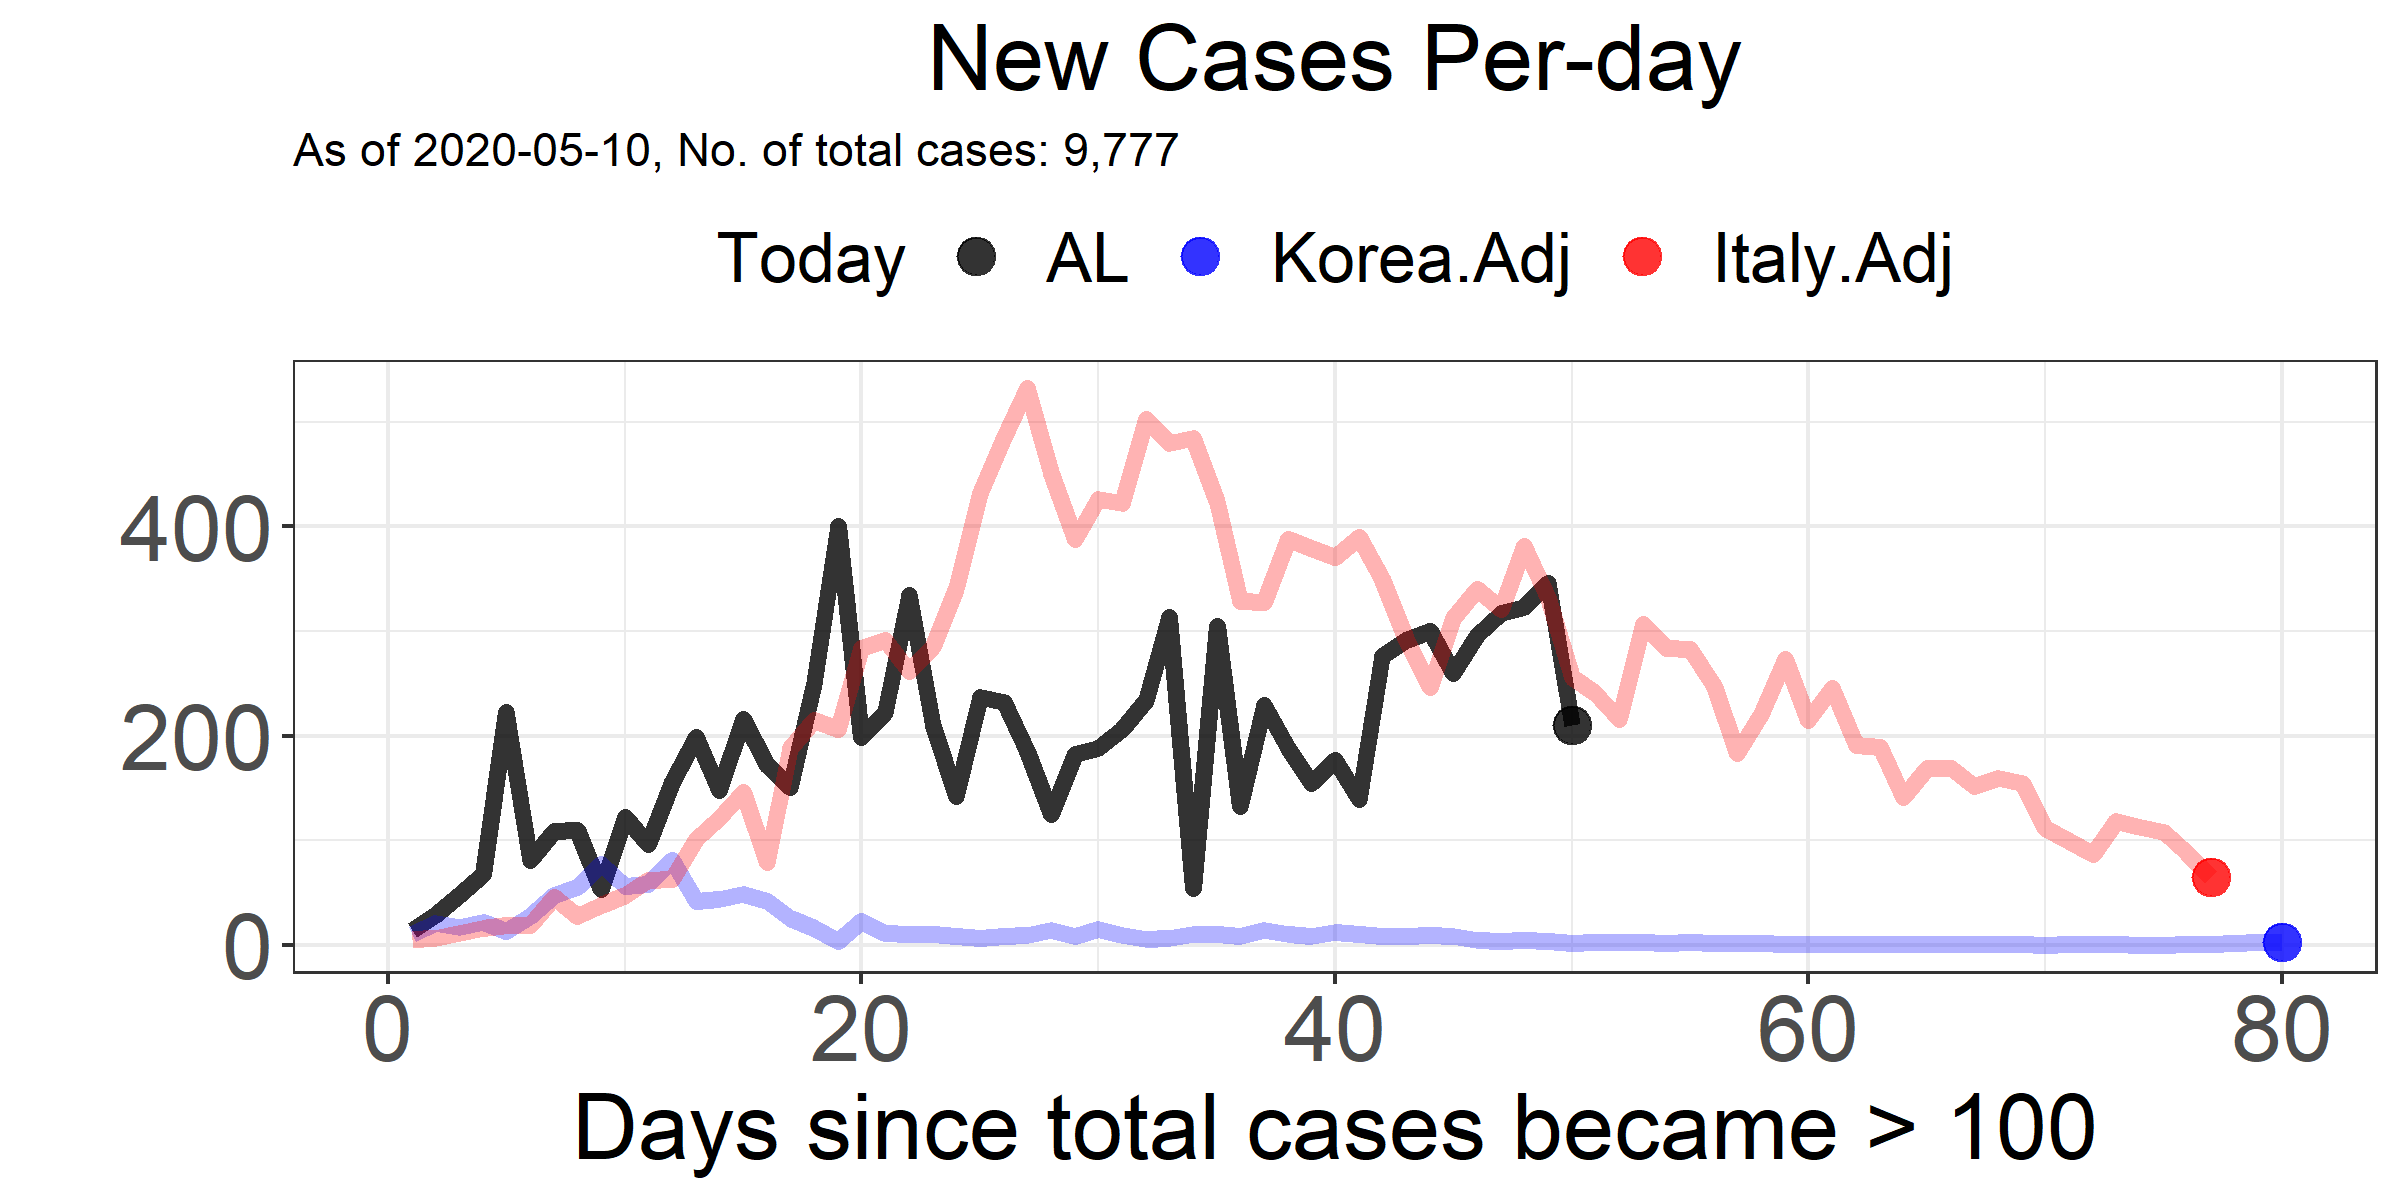 New Cases Per-day
As of 2020-05-10, No. of total cases: 9,777
Today AL Korea.Adj Italy.Adj
400
200
0
0 20 40 60 80
Days since total cases became > 100